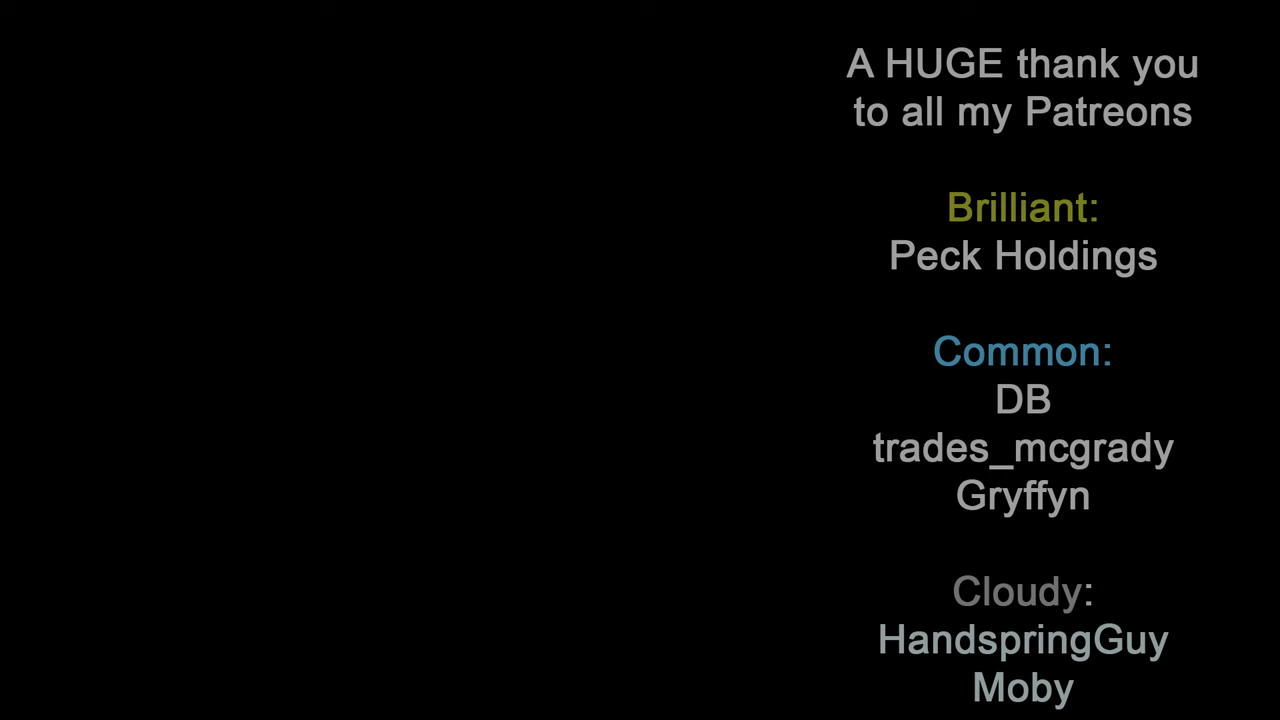 A HUGE thank you
to all my Patreons
Brilliant:
Peck Holdings
Common:
DB
trades_mcgrady
Gryffyn
Cloudy:
HandspringGuy
Moby